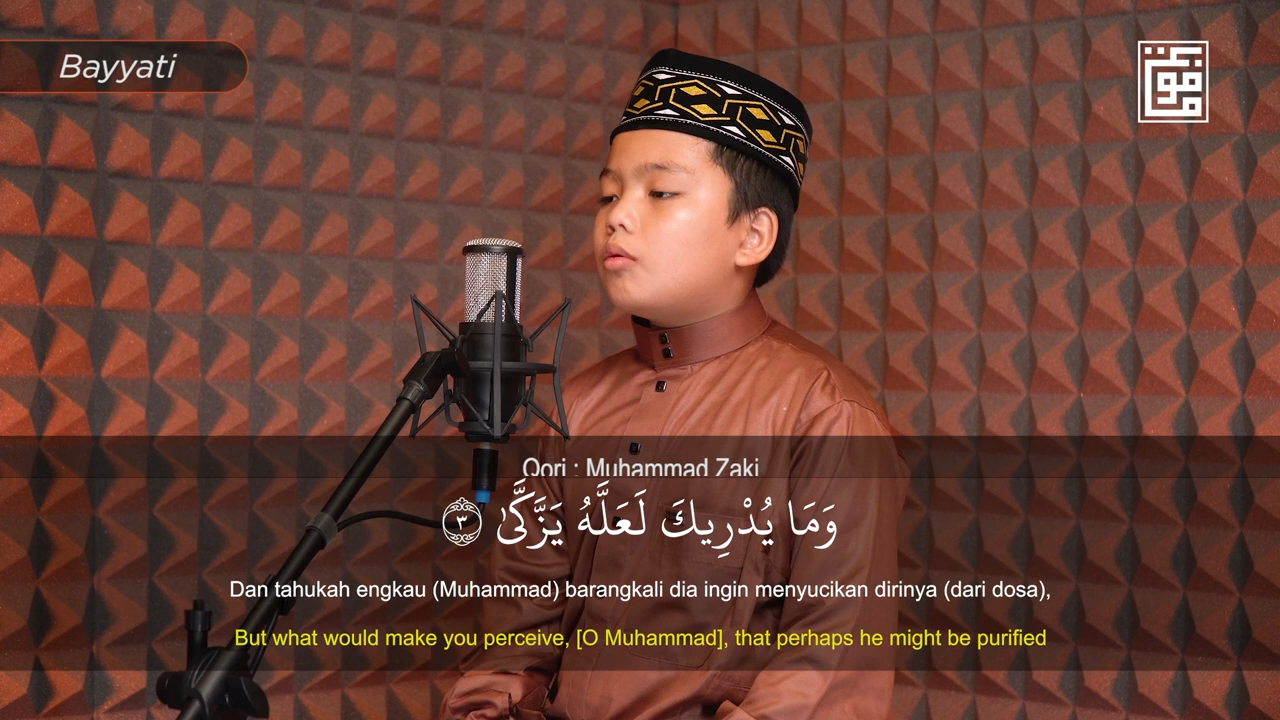 Bayyati
Qori : Muhammad Zaki
وَمَا يُدْرِيكَ لَعَلَّهُ يَزَّكَّىٰ ٣
Dan tahukah engkau (Muhammad) barangkali dia ingin menyucikan dirinya (dari dosa),
But what would make you perceive, [O Muhammad], that perhaps he might be purified